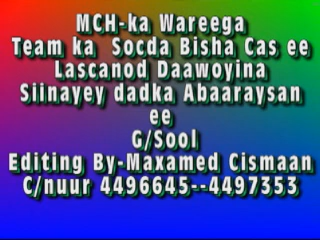 MCH-ka Wareega
Team ka Socda Bisha Cas ee
Lascanod Daawoyina
Siinayey dadka Abaaraysan
ee
G/Sool
Editing By-Maxamed Cismaan
C/nuur 4496645--4497353